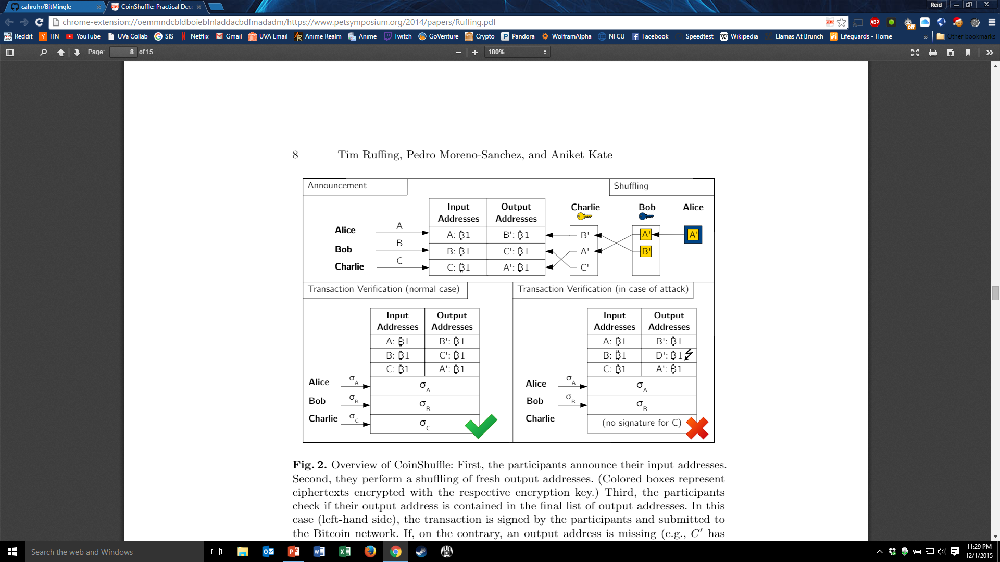 cahruhr/BitMingle
CoinShuffle: Practical Dec
Reid
chrome-extension://oemmndcbldboiebfnladdacbdfmadadm/https://www.petsymposium.org/2014/papers/Ruffing.pdf
Reddit HN YouTube UVa Collab SIS Netflix Gmail UVA Email Anime Realm Anime Twitch GoVenture Crypto Pandora WolframAlpha NFCU Facebook Speedtest Wikipedia Llamas At Brunch Lifeguards - Home » Other bookmarks
Page: 8 of 15
180%
8 Tim Ruffing, Pedro Moreno-Sanchez, and Aniket Kate
Announcement
Shuffling
Input Addresses
Output Addresses
Charlie Bob Alice
Alice A A: ₿1 B': ₿1 B' A' A'
Bob B B: ₿1 C': ₿1 A' B'
Charlie C C: ₿1 A': ₿1 C'
Transaction Verification (normal case)
Input Addresses
Output Addresses
A: ₿1 B': ₿1
B: ₿1 C': ₿1
C: ₿1 A': ₿1
Alice σA σA
Bob σB σB
Charlie σC σC
Transaction Verification (in case of attack)
Input Addresses
Output Addresses
A: ₿1 B': ₿1
B: ₿1 D': ₿1
C: ₿1 A': ₿1
Alice σA σA
Bob σB σB
Charlie (no signature for C)
Fig. 2. Overview of CoinShuffle: First, the participants announce their input addresses.
Second, they perform a shuffling of fresh output addresses. (Colored boxes represent
ciphertexts encrypted with the respective encryption key.) Third, the participants
check if their output address is contained in the final list of output addresses. In this
case (left-hand side), the transaction is signed by the participants and submitted to
the Bitcoin network. If, on the contrary, an output address is missing (e.g., C′ has
Search the web and Windows
11:29 PM
12/1/2015